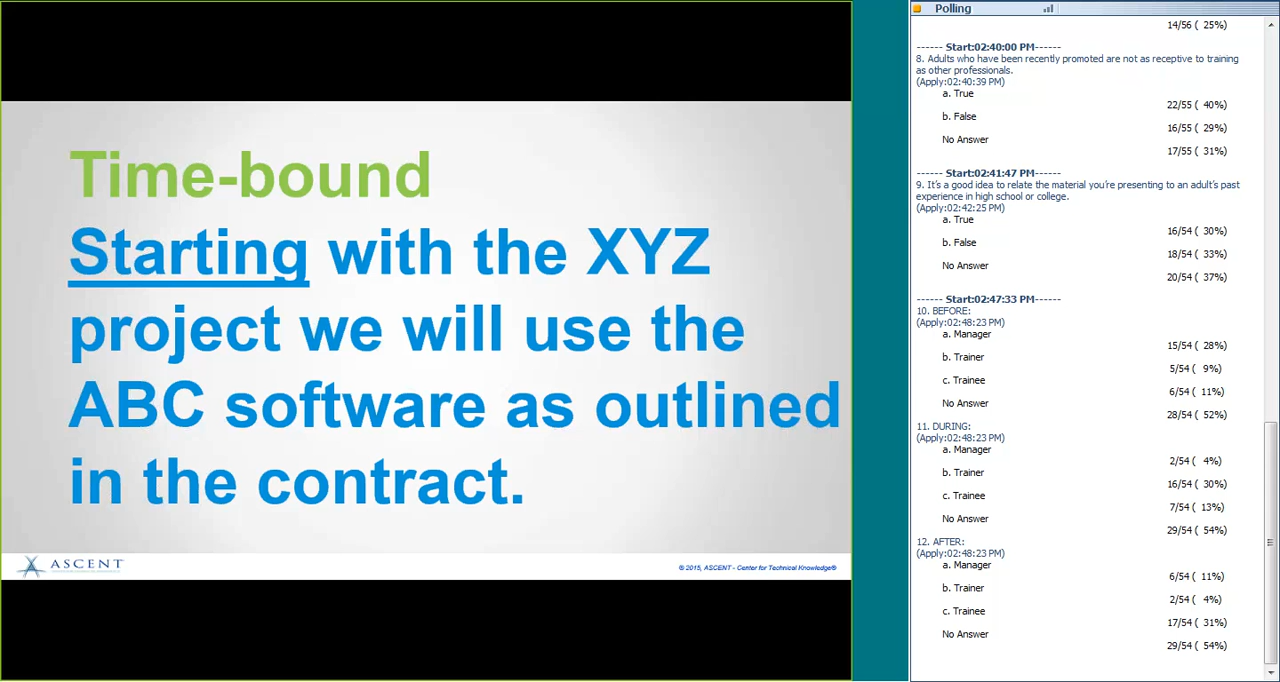 Time-bound
Starting with the XYZ
project we will use the
ABC software as outlined
in the contract.
ASCENT
© 2015, ASCENT - Center for Technical Knowledge®
Polling
14/56 ( 25%)
------ Start:02:40:00 PM------
8. Adults who have been recently promoted are not as receptive to training
as other professionals.
(Apply:02:40:39 PM)
a. True
22/55 ( 40%)
b. False
16/55 ( 29%)
No Answer
17/55 ( 31%)
------ Start:02:41:47 PM------
9. It's a good idea to relate the material you're presenting to an adult's past
experience in high school or college.
(Apply:02:42:25 PM)
a. True
16/54 ( 30%)
b. False
18/54 ( 33%)
No Answer
20/54 ( 37%)
------ Start:02:47:33 PM------
10. BEFORE:
(Apply:02:48:23 PM)
a. Manager
15/54 ( 28%)
b. Trainer
5/54 ( 9%)
c. Trainee
6/54 ( 11%)
No Answer
28/54 ( 52%)
11. DURING:
(Apply:02:48:23 PM)
a. Manager
2/54 ( 4%)
b. Trainer
16/54 ( 30%)
c. Trainee
7/54 ( 13%)
No Answer
29/54 ( 54%)
12. AFTER:
(Apply:02:48:23 PM)
a. Manager
6/54 ( 11%)
b. Trainer
2/54 ( 4%)
c. Trainee
17/54 ( 31%)
No Answer
29/54 ( 54%)